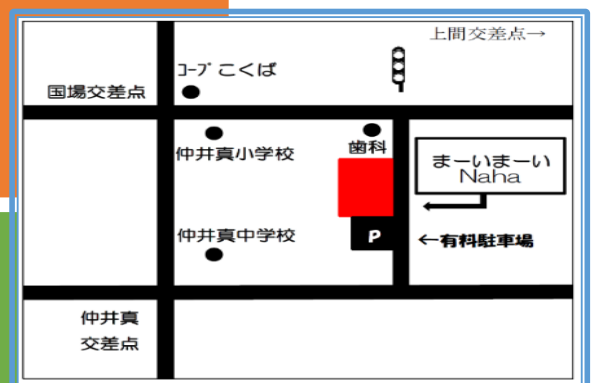 上間交差点→
ｺｰﾌﾟこくば
国場交差点
仲井真小学校
歯科
まーいまーい
Naha
仲井真中学校
P
←有料駐車場
仲井真
交差点